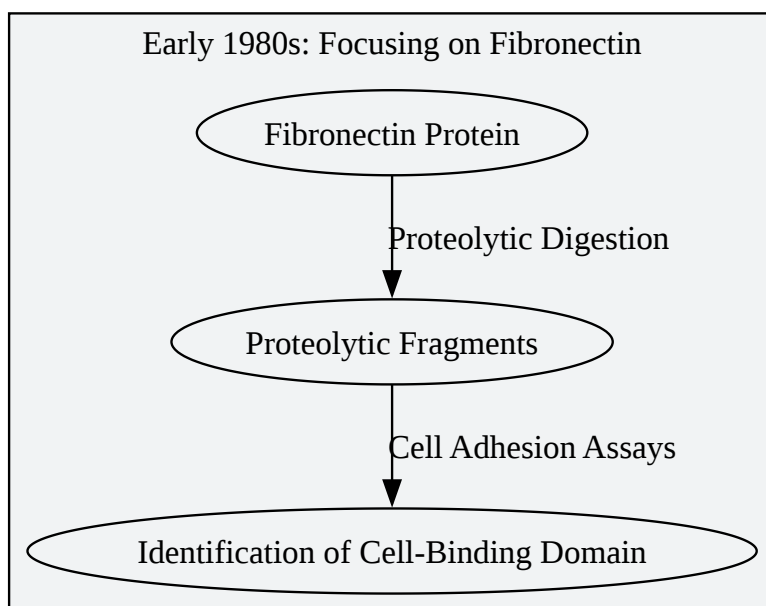 Early 1980s: Focusing on Fibronectin
Fibronectin Protein
Proteolytic Digestion
Proteolytic Fragments
Cell Adhesion Assays
Identification of Cell-Binding Domain